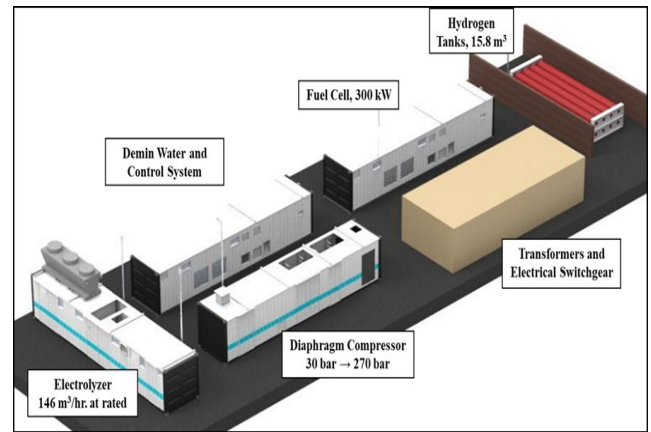 Hydrogen
Tanks, 15.8 m³
Fuel Cell, 300 kW
Demin Water and
Control System
Transformers and
Electrical Switchgear
Diaphragm Compressor
30 bar → 270 bar
Electrolyzer
146 m³/hr. at rated